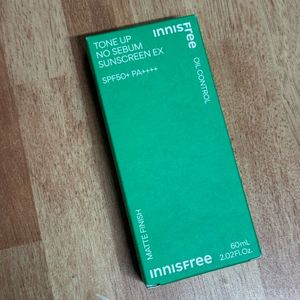 TONE UP
NO SEBUM
SUNSCREEN EX
SPF50+ PA++++
INNISFree
OIL CONTROL
MATTE FINISH
INNISFree
60mL
2.02Fl.Oz.